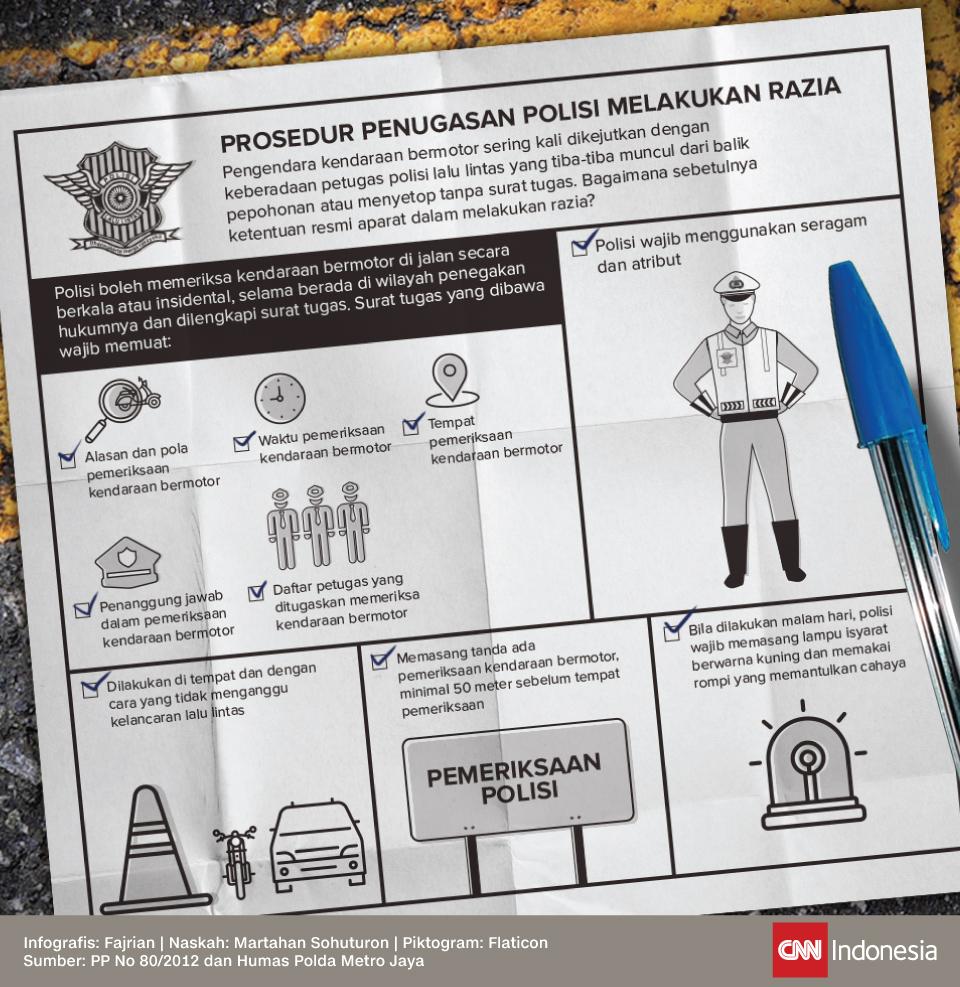 PROSEDUR PENUGASAN POLISI MELAKUKAN RAZIA
Pengendara kendaraan bermotor sering kali dikejutkan dengan
keberadaan petugas polisi lalu lintas yang tiba-tiba muncul dari balik
pepohonan atau menyetop tanpa surat tugas. Bagaimana sebetulnya
ketentuan resmi aparat dalam melakukan razia?
Polisi boleh memeriksa kendaraan bermotor di jalan secara
berkala atau insidental, selama berada di wilayah penegakan
hukumnya dan dilengkapi surat tugas. Surat tugas yang dibawa
wajib memuat:
Alasan dan pola
pemeriksaan
kendaraan bermotor
Waktu pemeriksaan
kendaraan bermotor
Tempat
pemeriksaan
kendaraan bermotor
Penanggung jawab
dalam pemeriksaan
kendaraan bermotor
Daftar petugas yang
ditugaskan memeriksa
kendaraan bermotor
Polisi wajib menggunakan seragam
dan atribut
Dilakukan di tempat dan dengan
cara yang tidak menganggu
kelancaran lalu lintas
Memasang tanda ada
pemeriksaan kendaraan bermotor,
minimal 50 meter sebelum tempat
pemeriksaan
PEMERIKSAAN
POLISI
Bila dilakukan malam hari, polisi
wajib memasang lampu isyarat
berwarna kuning dan memakai
rompi yang memantulkan cahaya
Infografis: Fajrian | Naskah: Martahan Sohuturon | Piktogram: Flaticon
Sumber: PP No 80/2012 dan Humas Polda Metro Jaya
CNN Indonesia